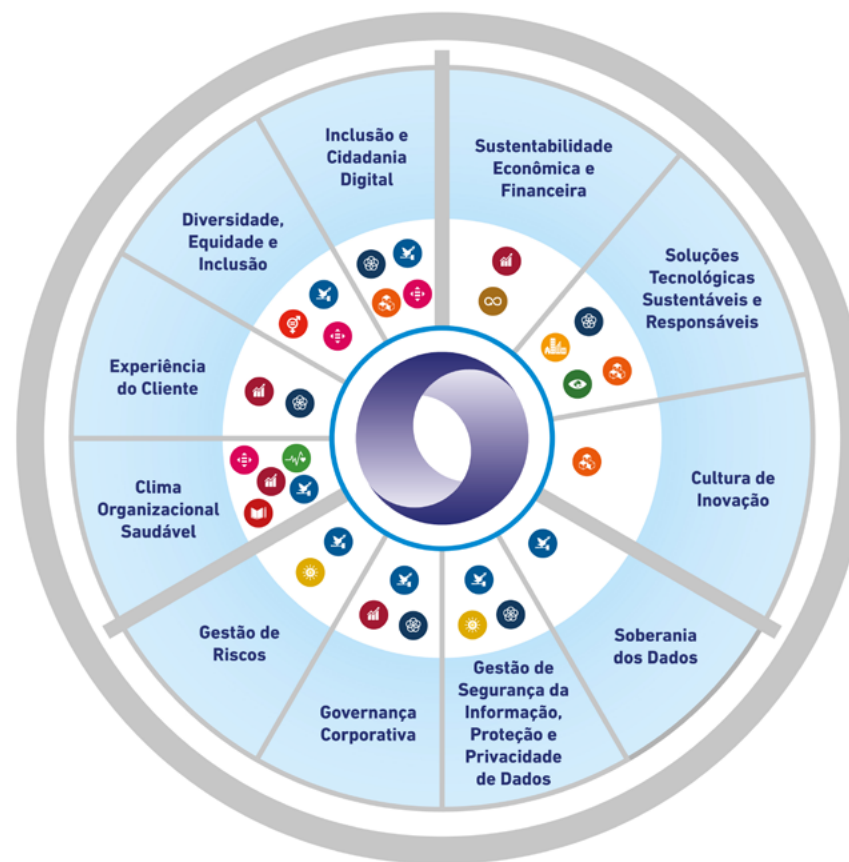 Inclusão e
Cidadania
Digital
Sustentabilidade
Econômica e
Financeira
Soluções
Tecnológicas
Sustentáveis e
Responsáveis
Cultura de
Inovação
Soberania
dos Dados
Gestão de
Segurança da
Informação,
Proteção e
Privacidade
de Dados
Governança
Corporativa
Gestão de
Riscos
Clima
Organizacional
Saudável
Experiência
do Cliente
Diversidade,
Equidade e
Inclusão